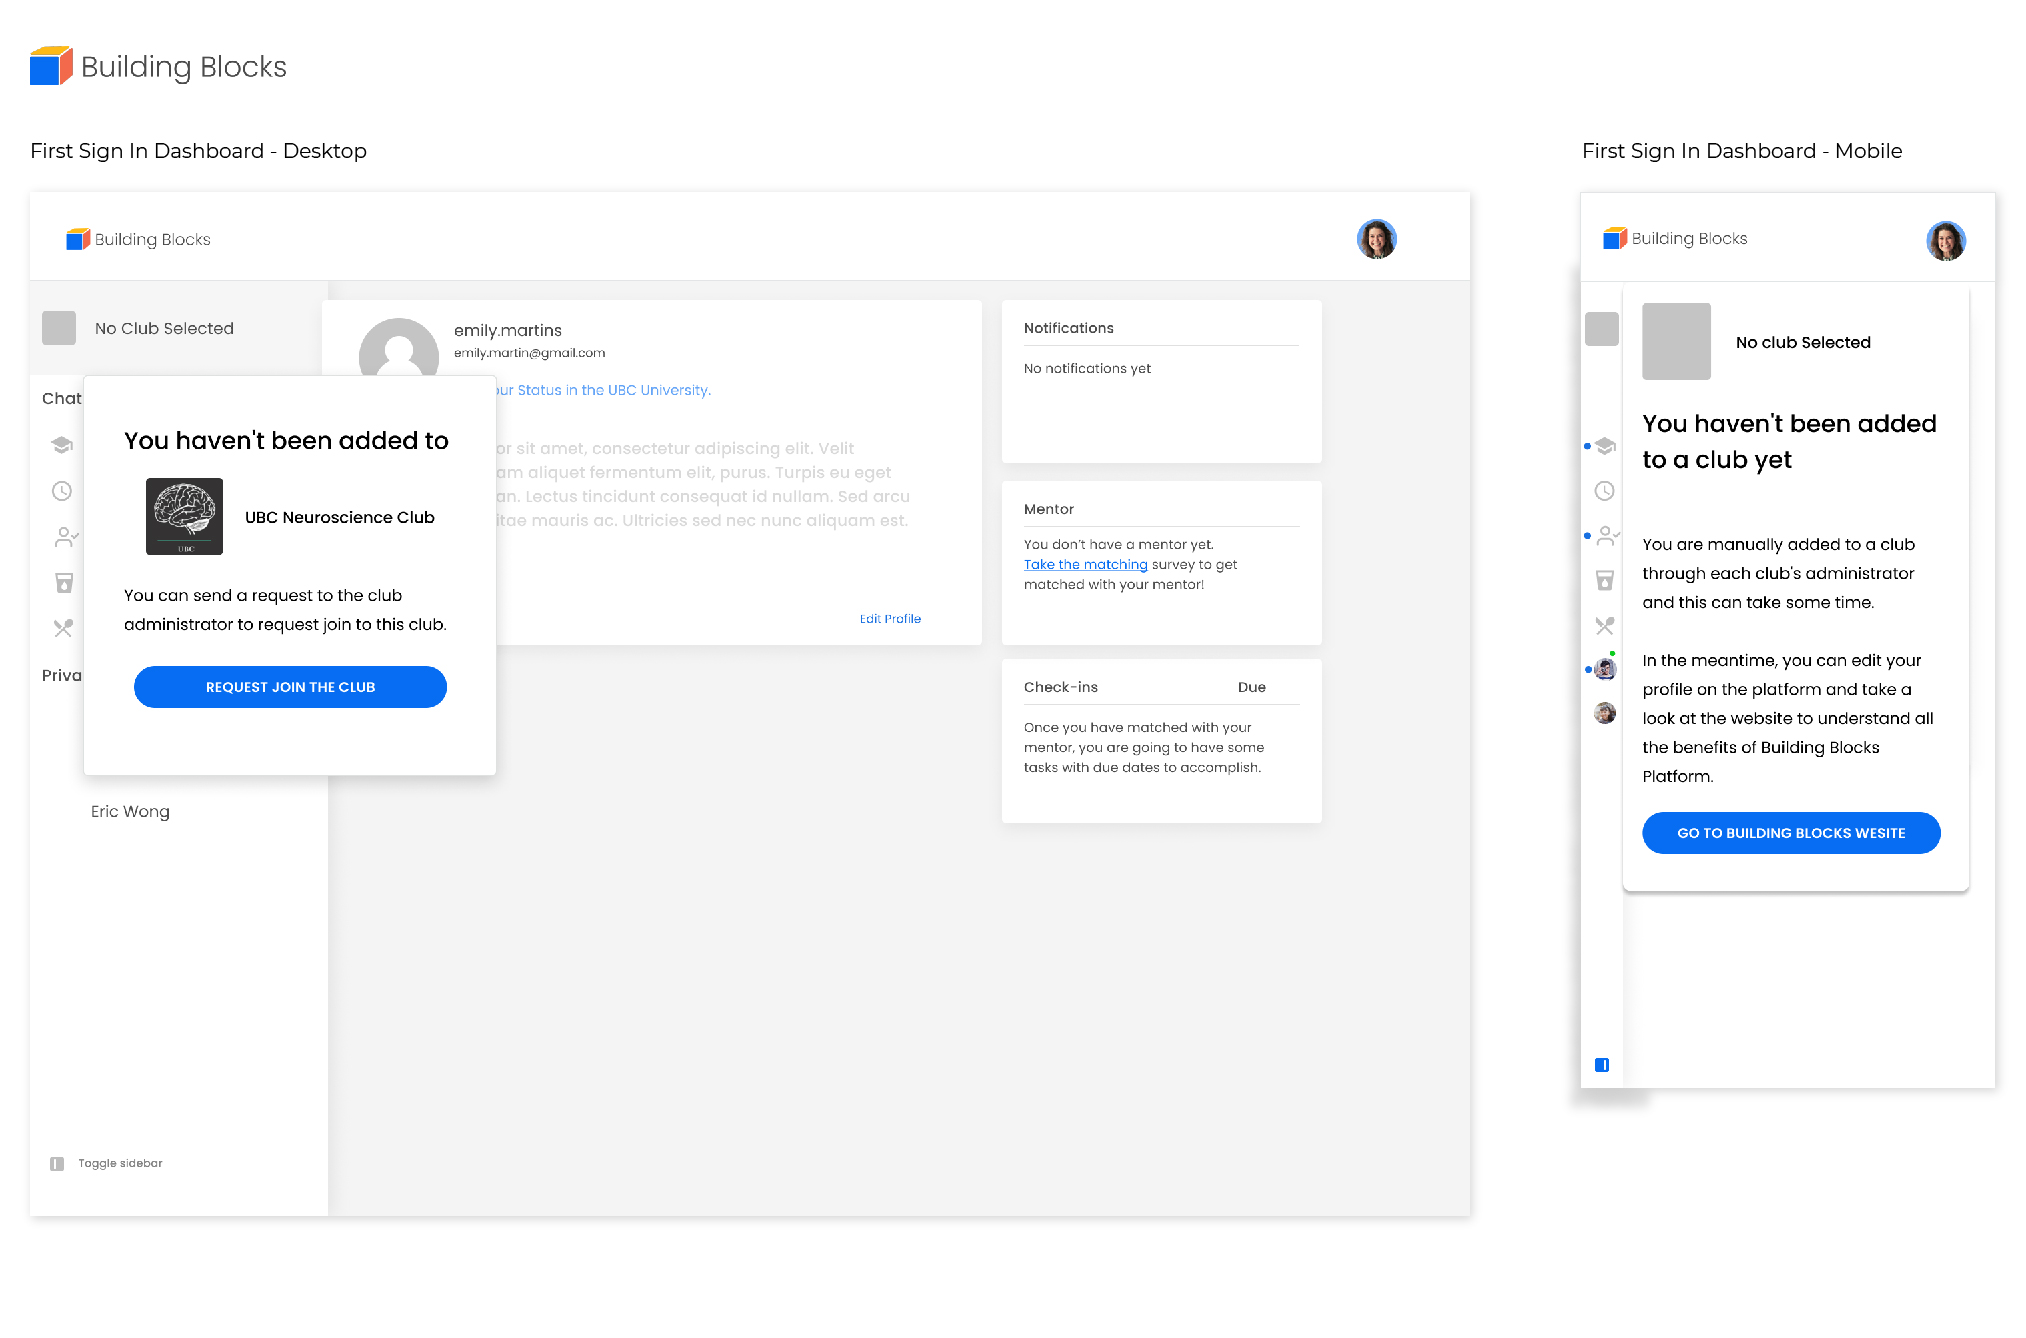 Building Blocks
First Sign In Dashboard - Desktop
Building Blocks
No Club Selected
Chat
Priva
Eric Wong
Toggle sidebar
You haven't been added to
UBC
UBC Neuroscience Club
You can send a request to the club
administrator to request join to this club.
REQUEST JOIN THE CLUB
emily.martins
emily.martin@gmail.com
our Status in the UBC University.
or sit amet, consectetur adipiscing elit. Velit
am aliquet fermentum elit, purus. Turpis eu eget
an. Lectus tincidunt consequat id nullam. Sed arcu
itae mauris ac. Ultricies sed nec nunc aliquam est.
Edit Profile
Notifications
No notifications yet
Mentor
You don't have a mentor yet.
Take the matching survey to get
matched with your mentor!
Check-ins Due
Once you have matched with your
mentor, you are going to have some
tasks with due dates to accomplish.
First Sign In Dashboard - Mobile
Building Blocks
No club Selected
You haven't been added
to a club yet
You are manually added to a club
through each club's administrator
and this can take some time.
In the meantime, you can edit your
profile on the platform and take a
look at the website to understand all
the benefits of Building Blocks
Platform.
GO TO BUILDING BLOCKS WESITE